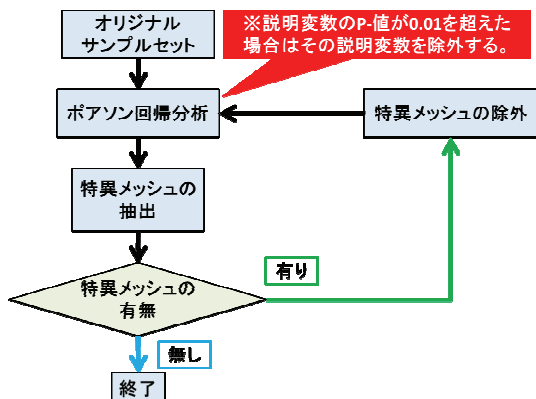 オリジナル
サンプルセット
※説明変数のP-値が0.01を超えた
場合はその説明変数を除外する。
ポアソン回帰分析
特異メッシュの除外
特異メッシュの
抽出
有り
特異メッシュの
有無
無し
終了